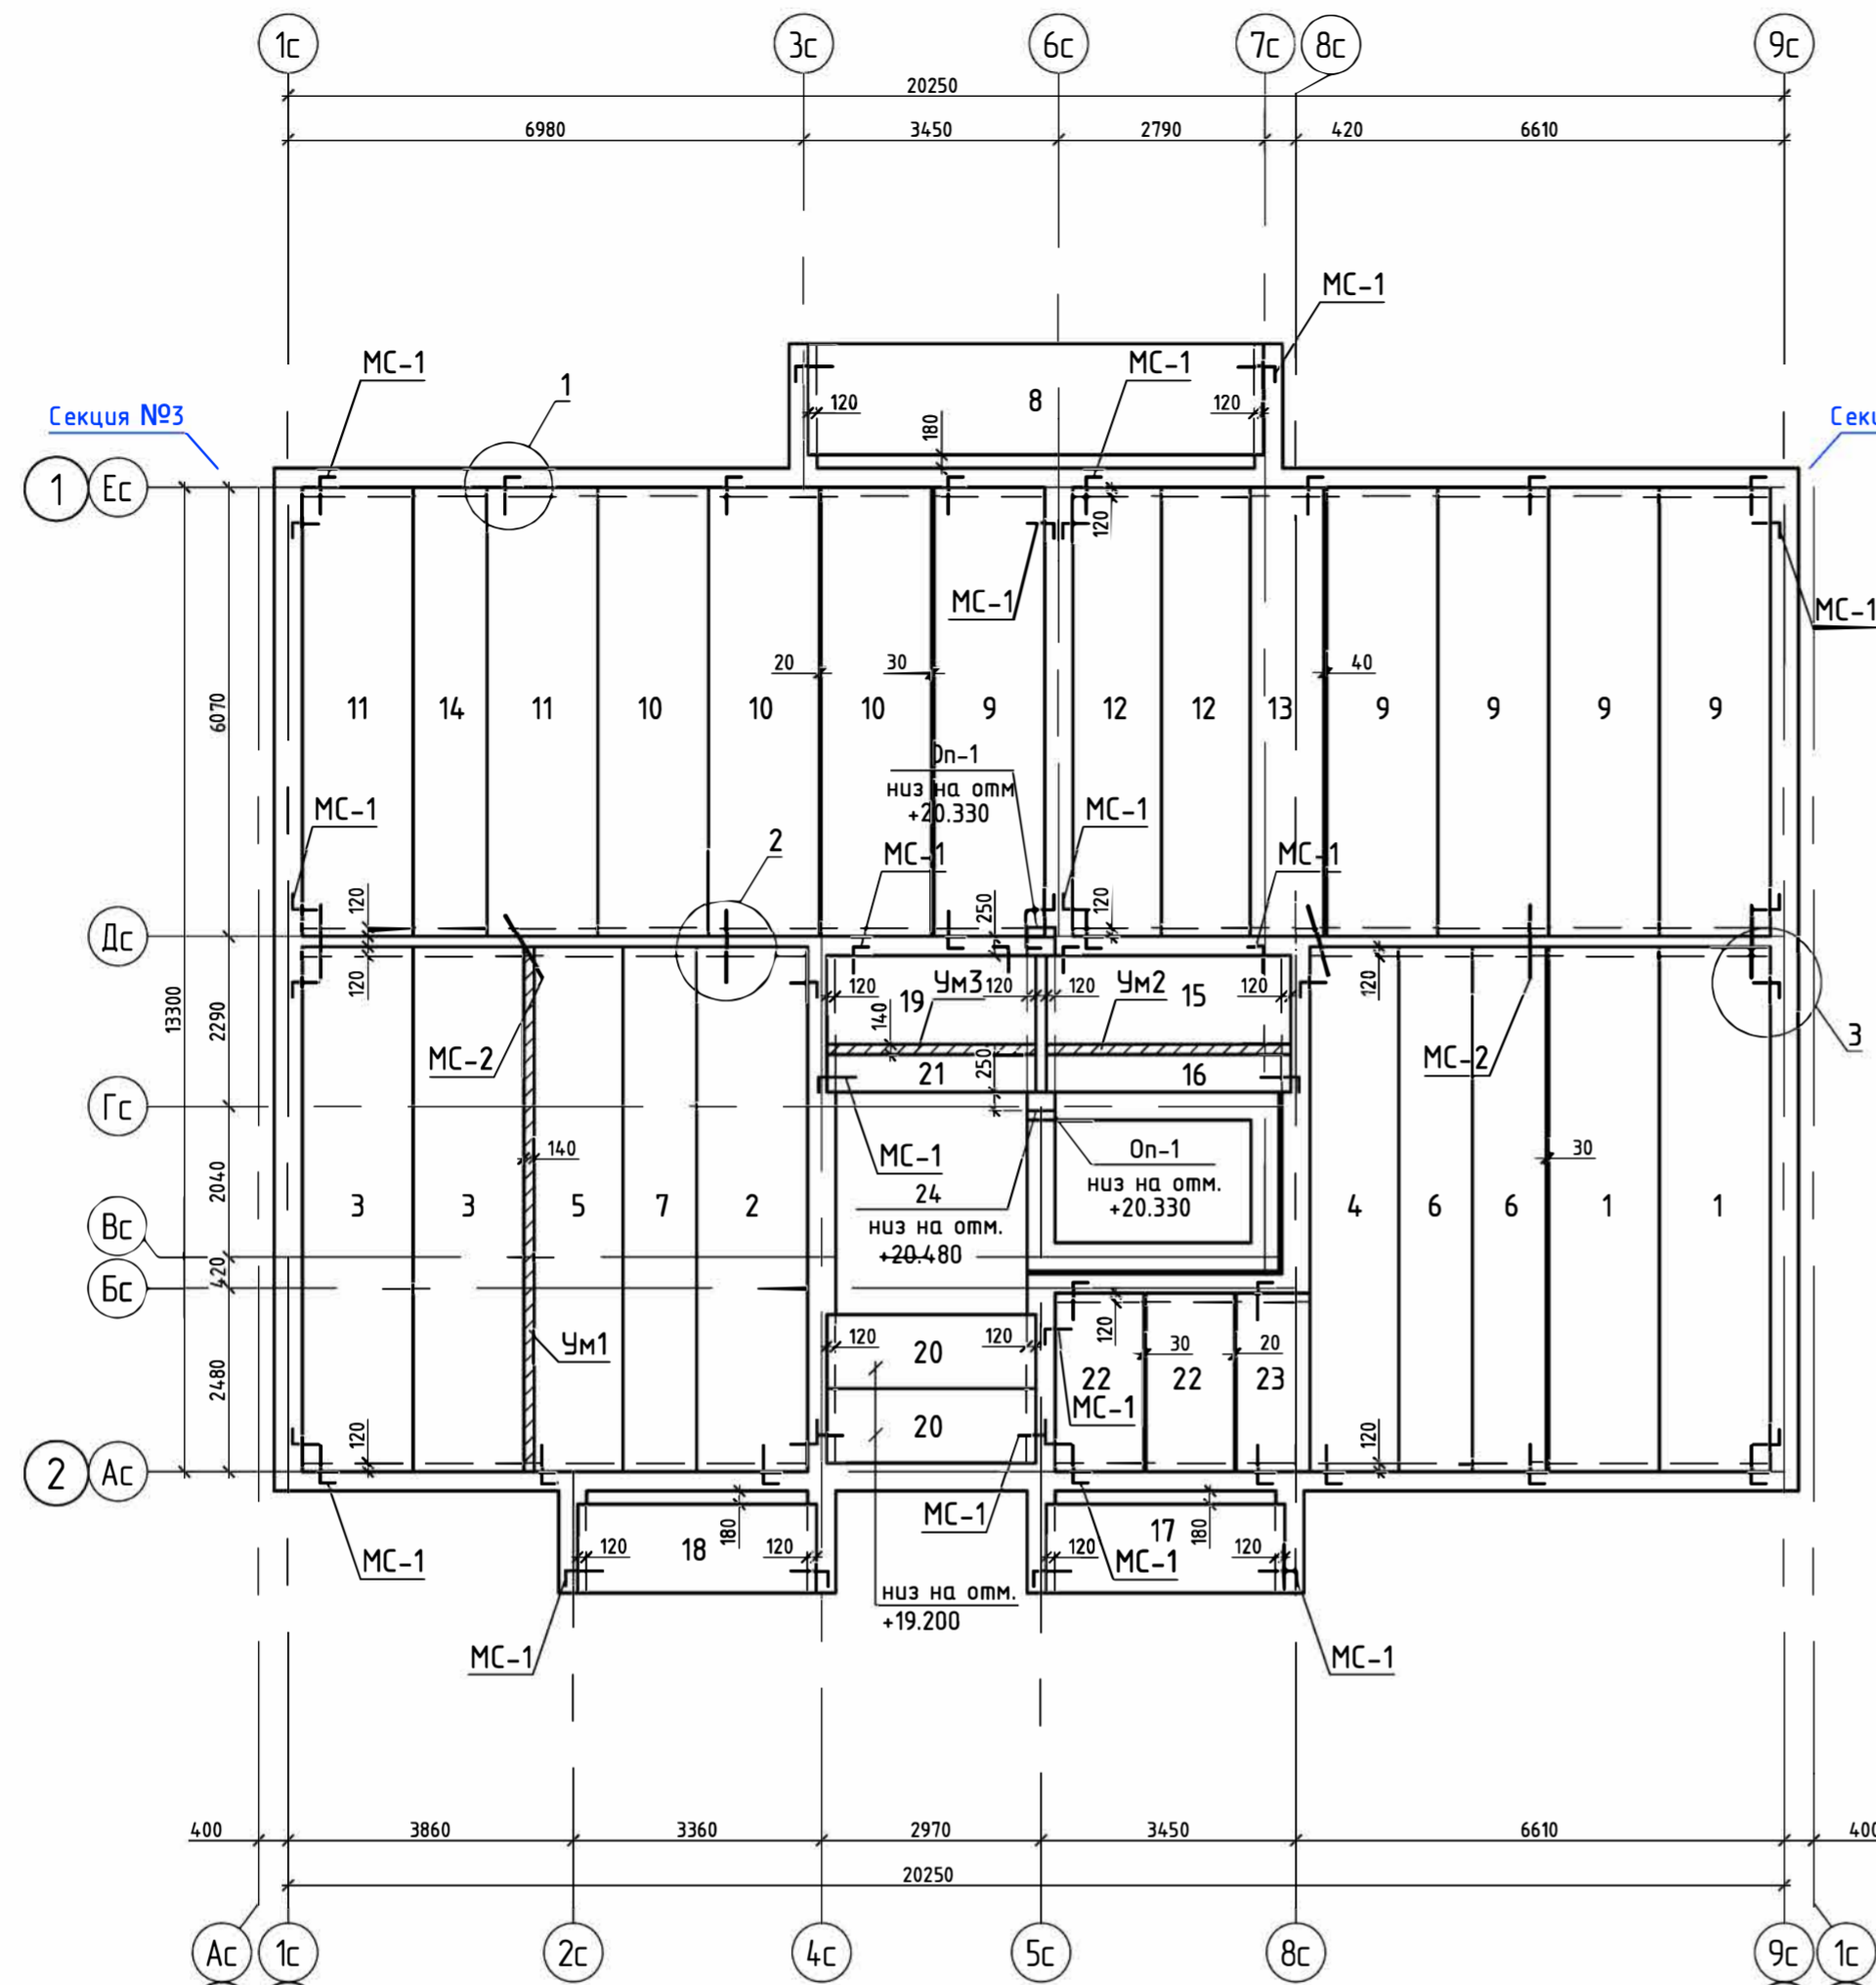 1с 3с 6с 7с 8с 9с
20250
6980 3450 2790 420 6610
МС-1
МС-1 1 МС-1
8
120 120
180
Секция №3
1 Ес
120
МС-1
МС-1
20 30 40
11 14 11 10 10 10 9 12 12 13 9 9 9 9
6070
Оп-1
низ на отм
+20.330
МС-1 МС-1
2 МС-1 МС-1
120 250 120
Дс
120 120
120 19 Ум3 120 120 Ум2 15 120
140
13300
2290
МС-2 МС-2 3
250
21 16
Гс
140 МС-1 Оп-1 30
24 низ на отм.
+20.330
2040
3 3 5 7 2 4 6 6 1 1
Вс
низ на отм.
+20.480
420
Бс
120
Ум1 120 120 30 20
20 22 22 23
МС-1
2480
20
120 120
2 Ас
МС-1
180 180
МС-1 120 18 120 120 17 120
МС-1
низ на отм.
+19.200
МС-1 МС-1
400 3860 3360 2970 3450 6610
20250
Ас 1с 2с 4с 5с 8с 9с 1с